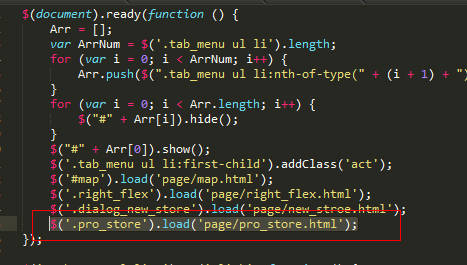 $(document).ready(function () {
Arr = [];
var ArrNum = $('.tab_menu ul li').length;
for (var i = 0; i < ArrNum; i++) {
Arr.push($(".tab_menu ul li:nth-of-type(" + (i + 1) + ")
}
for (var i = 0; i < Arr.length; i++) {
$("#" + Arr[i]).hide();
}
$("#" + Arr[0]).show();
$('.tab_menu ul li:first-child').addClass('act');
$('#map').load('page/map.html');
$('.right_flex').load('page/right_flex.html');
$('.dialog_new_store').load('page/new_stroe.html');
$('.pro_store').load('page/pro_store.html');
});